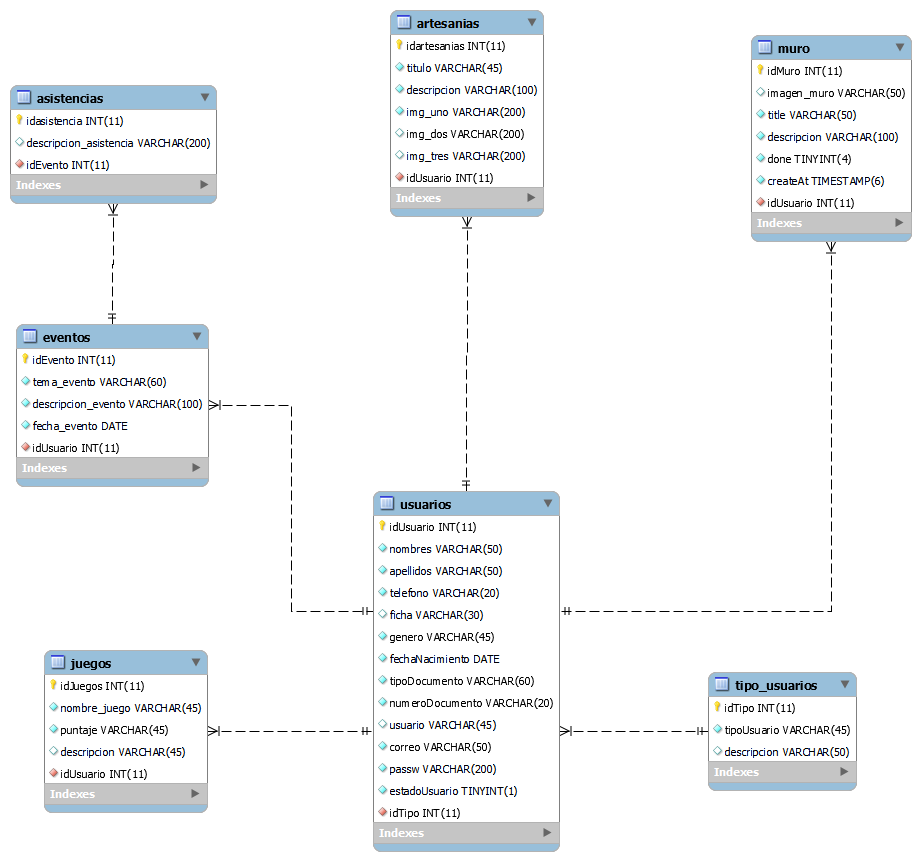 artesanias
idartesanias INT(11)
titulo VARCHAR(45)
descripcion VARCHAR(100)
img_uno VARCHAR(200)
img_dos VARCHAR(200)
img_tres VARCHAR(200)
idUsuario INT(11)
Indexes
muro
idMuro INT(11)
imagen_muro VARCHAR(50)
title VARCHAR(50)
descripcion VARCHAR(100)
done TINYINT(4)
createAt TIMESTAMP(6)
idUsuario INT(11)
Indexes
asistencias
idasistencia INT(11)
descripcion_asistencia VARCHAR(200)
idEvento INT(11)
Indexes
eventos
idEvento INT(11)
tema_evento VARCHAR(60)
descripcion_evento VARCHAR(100)
fecha_evento DATE
idUsuario INT(11)
Indexes
usuarios
idUsuario INT(11)
nombres VARCHAR(50)
apellidos VARCHAR(50)
telefono VARCHAR(20)
ficha VARCHAR(30)
genero VARCHAR(45)
fechaNacimiento DATE
tipoDocumento VARCHAR(60)
numeroDocumento VARCHAR(20)
usuario VARCHAR(45)
correo VARCHAR(50)
passw VARCHAR(200)
estadoUsuario TINYINT(1)
idTipo INT(11)
Indexes
juegos
idJuegos INT(11)
nombre_juego VARCHAR(45)
puntaje VARCHAR(45)
descripcion VARCHAR(45)
idUsuario INT(11)
Indexes
tipo_usuarios
idTipo INT(11)
tipoUsuario VARCHAR(45)
descripcion VARCHAR(50)
Indexes